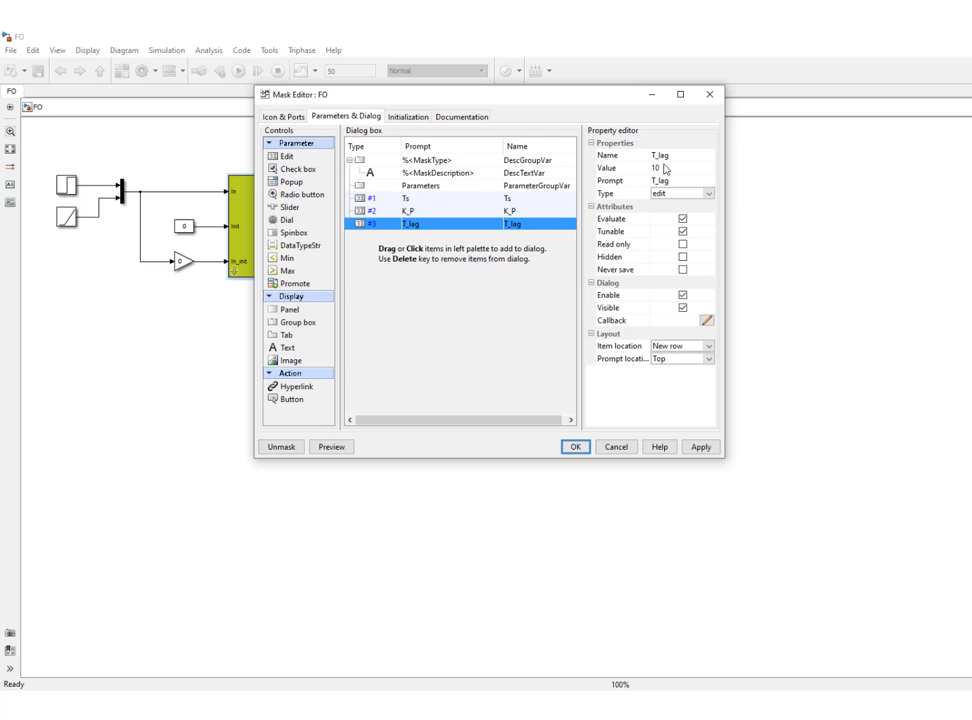 FO
File Edit View Display Diagram Simulation Analysis Code Tools Triphase Help
50 Normal
FO
FO
Mask Editor : FO
Icon & Ports Parameters & Dialog Initialization Documentation
Controls
Parameter
Edit
Check box
Popup
Radio button
Slider
Dial
Spinbox
DataTypeStr
Min
Max
Promote
Display
Panel
Group box
Tab
A Text
Image
Action
Hyperlink
Button
Dialog box
Type Prompt Name
%<MaskType> DescGroupVar
A %<MaskDescription> DescTextVar
Parameters ParameterGroupVar
#1 Ts Ts
#2 K_P K_P
#3 T_lag T_lag
Drag or Click items in left palette to add to dialog.
Use Delete key to remove items from dialog.
Property editor
Properties
Name T_lag
Value 10
Prompt T_lag
Type edit
Attributes
Evaluate
Tunable
Read only
Hidden
Never save
Dialog
Enable
Visible
Callback
Layout
Item location New row
Prompt locati... Top
Unmask Preview OK Cancel Help Apply
In
0 Init
0 In_init
Ready 100%